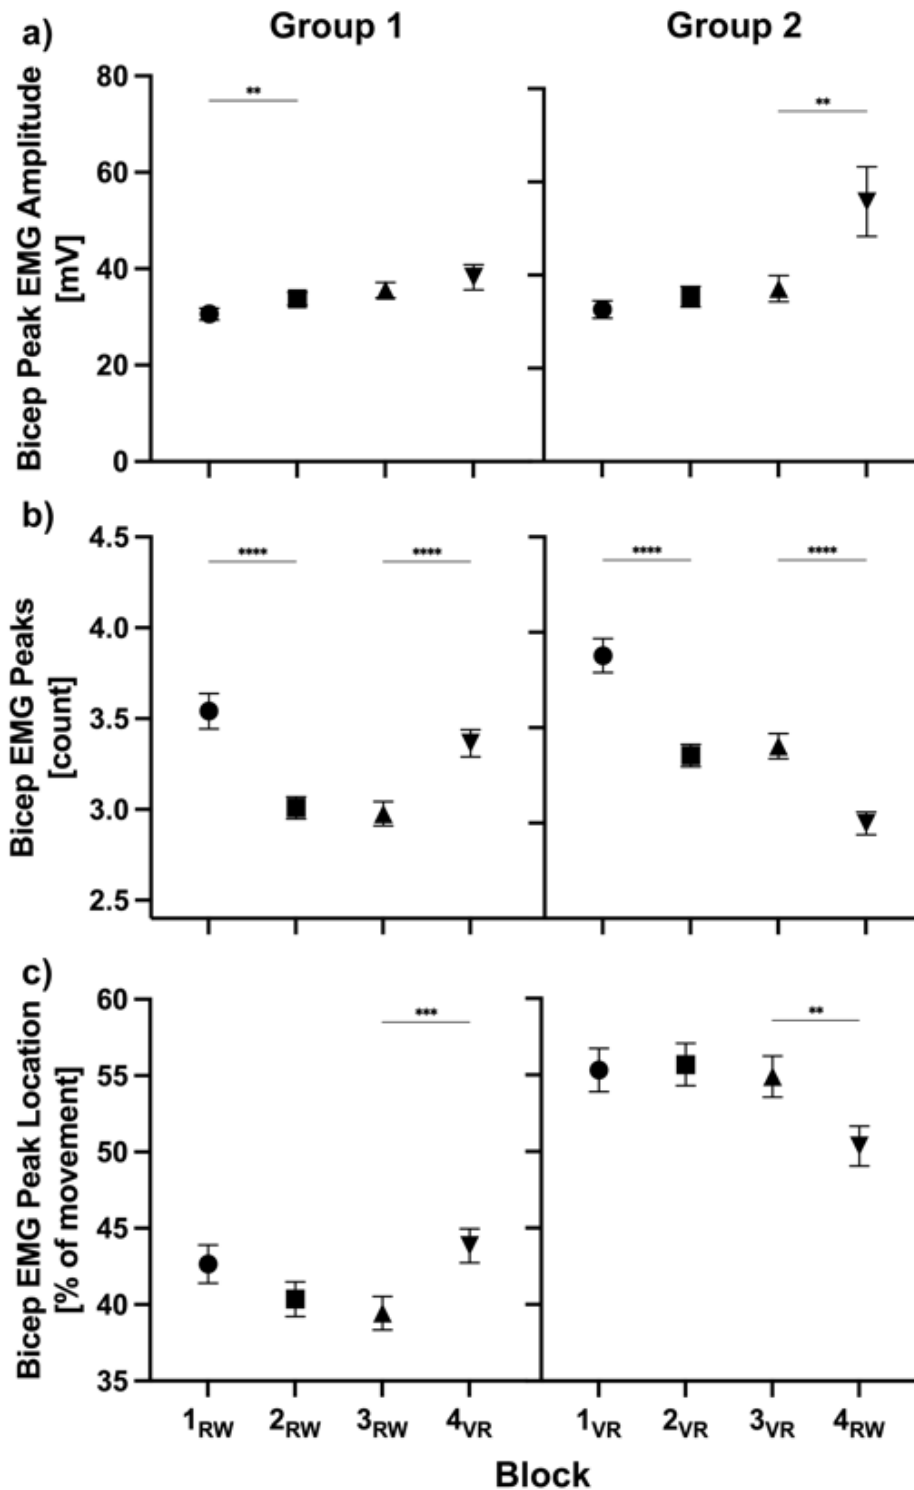 Group 1
Group 2
a)
Bicep Peak EMG Amplitude
[mV]
80
60
40
20
0
**
**
b)
Bicep EMG Peaks
[count]
4.5
4.0
3.5
3.0
2.5
****
****
****
****
c)
Bicep EMG Peak Location
[% of movement]
60
55
50
45
40
35
***
**
1RW 2RW 3RW 4VR
1VR 2VR 3VR 4RW
Block